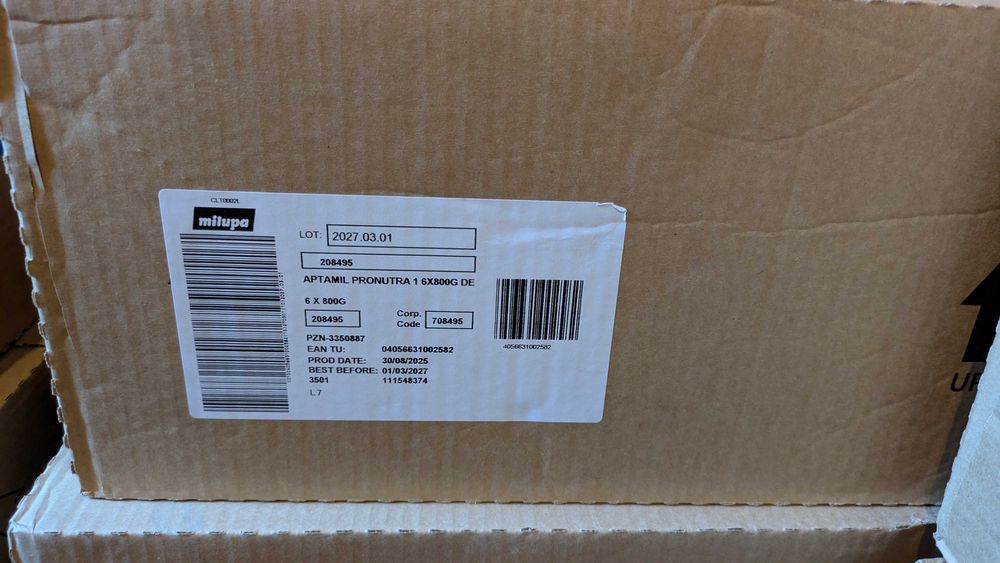 CLT0002L
milupa
LOT: 2027.03.01
208495
APTAMIL PRONUTRA 1 6X800G DE
6 X 800G
208495 Corp. Code 708495
PZN-3350887
EAN TU: 04056631002582
PROD DATE: 30/08/2025
BEST BEFORE: 01/03/2027
3501 111548374
L7
4056631002582